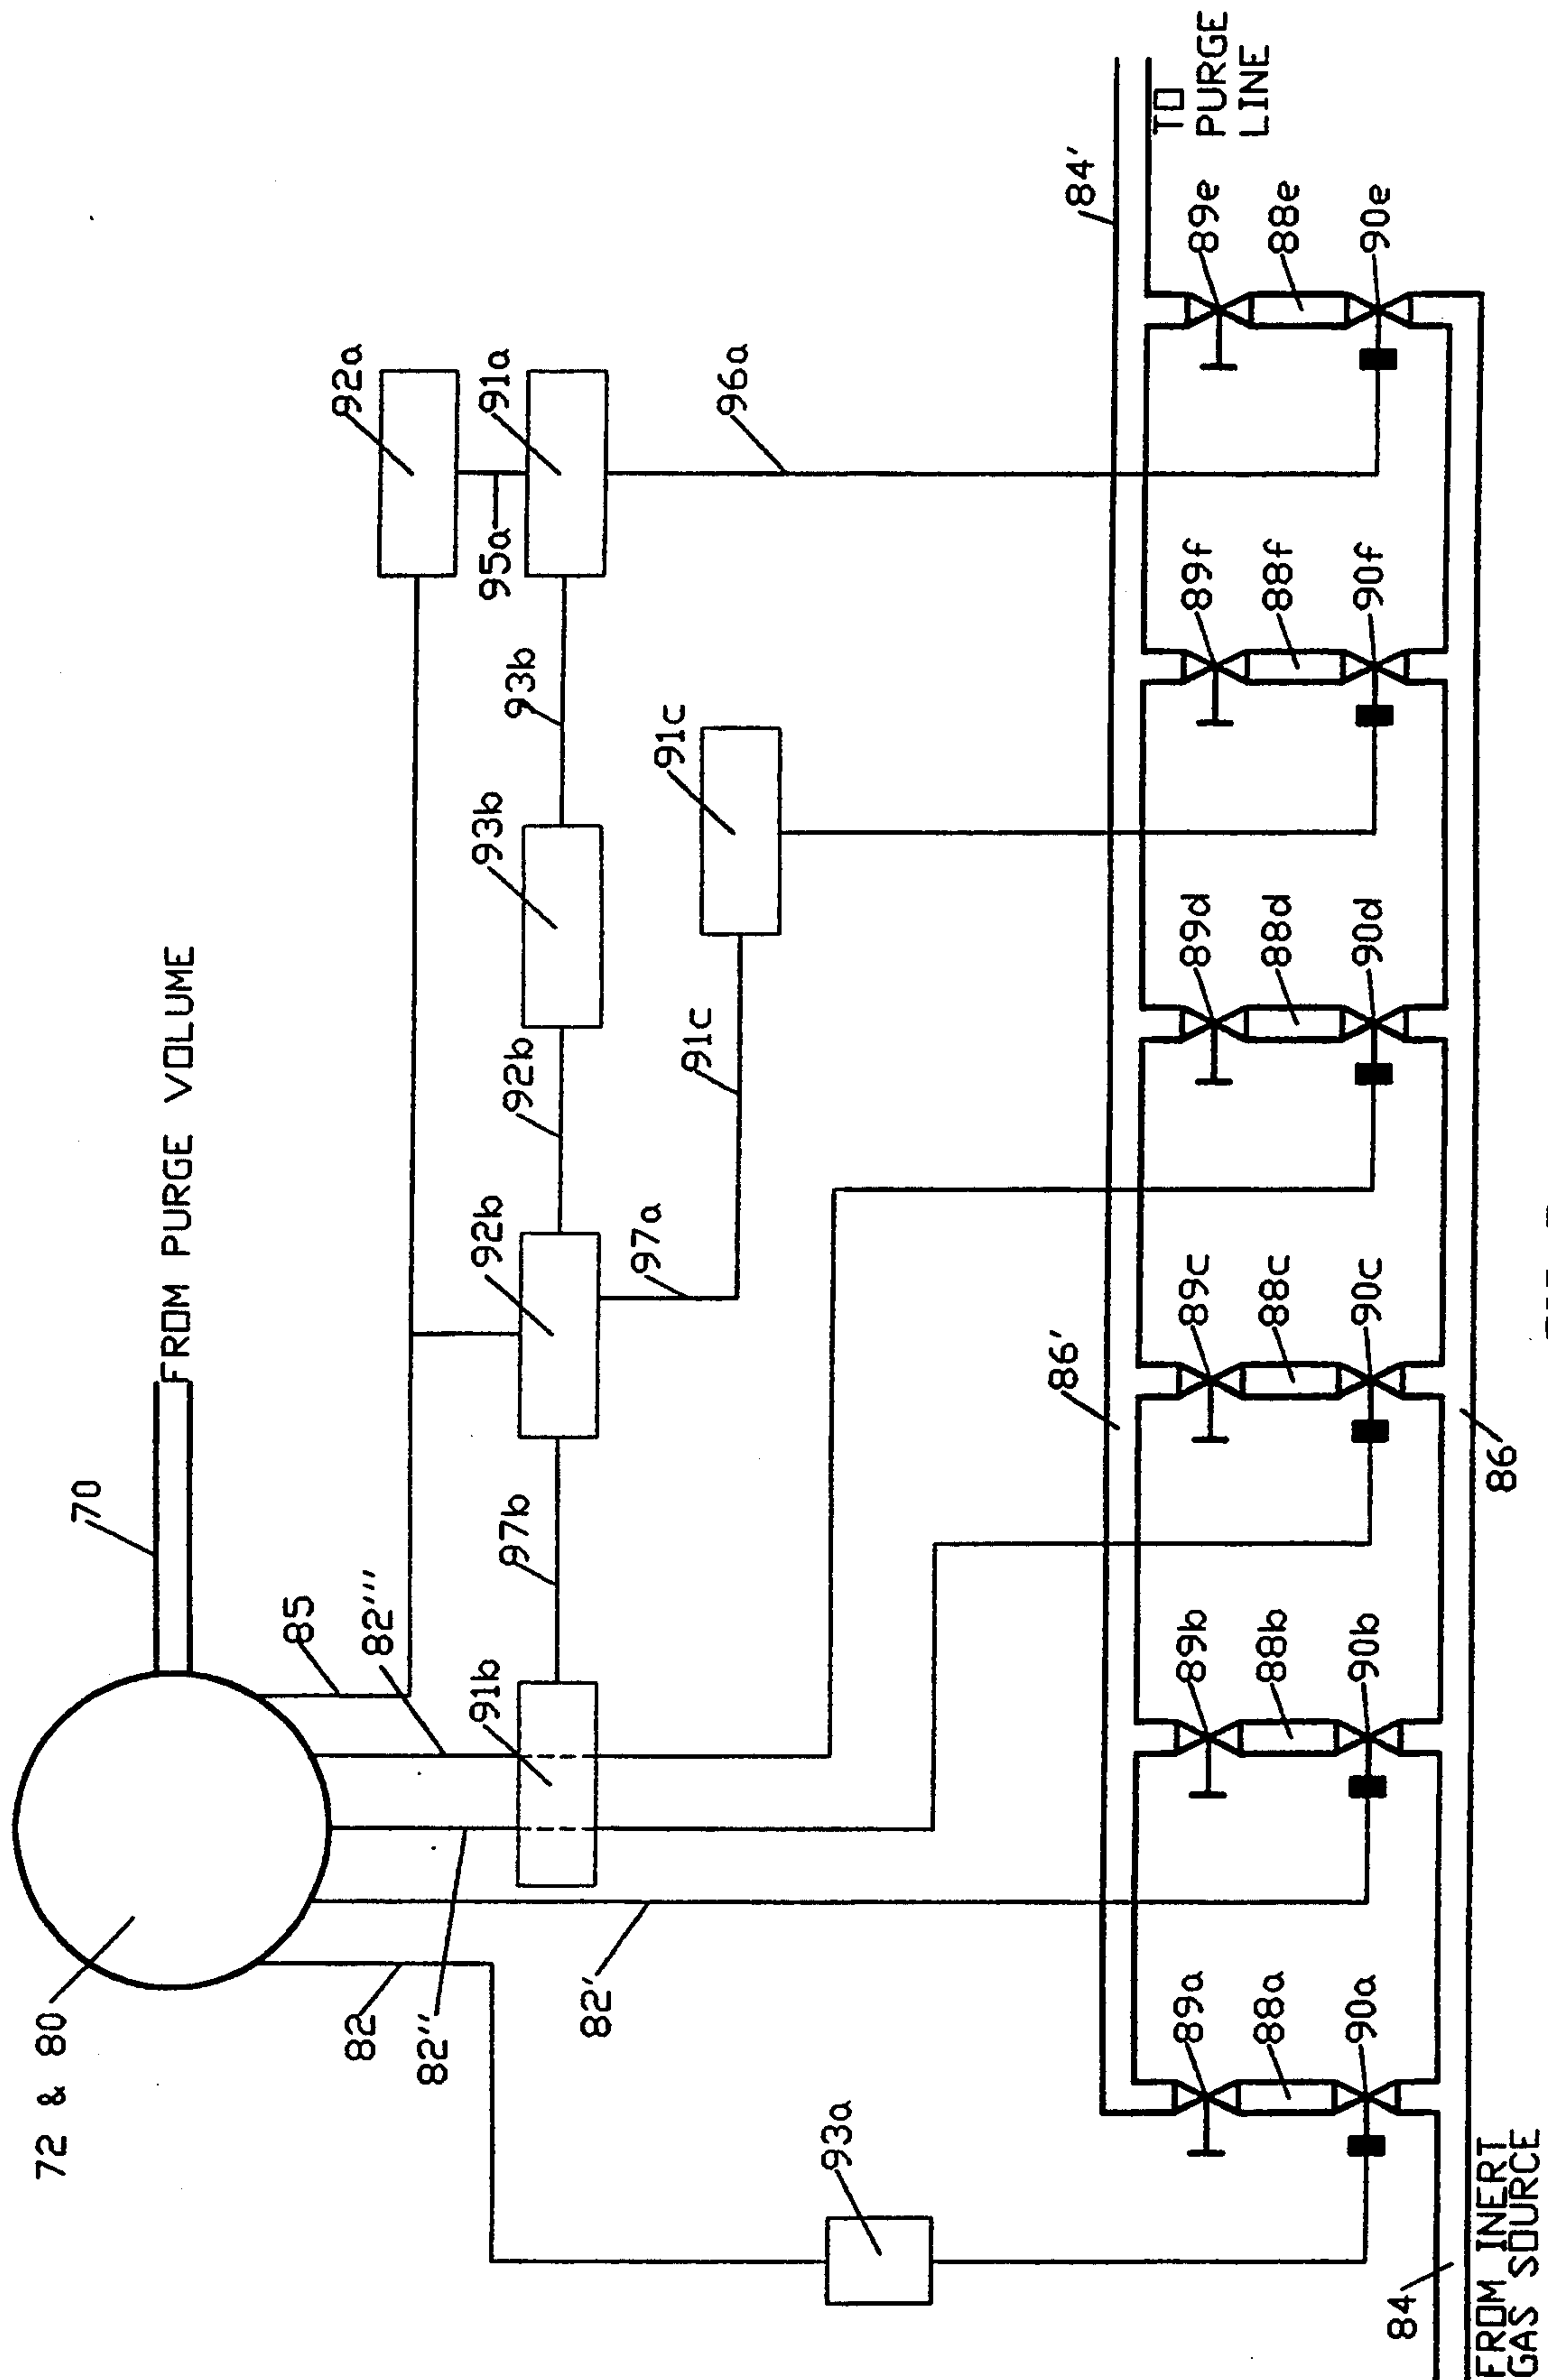 72 & 80
70
FROM PURGE VOLUME
85
82'''
82
82''
82'
91b
97b
92b
92b
93b
93b
92a
95a
91a
97a
91c
91c
96a
93a
86'
84'
TO
PURGE
LINE
89a
89b
89c
89d
89f
89e
88a
88b
88c
88d
88f
88e
90a
90b
90c
90d
90f
90e
84
86
FROM INERT
GAS SOURCE